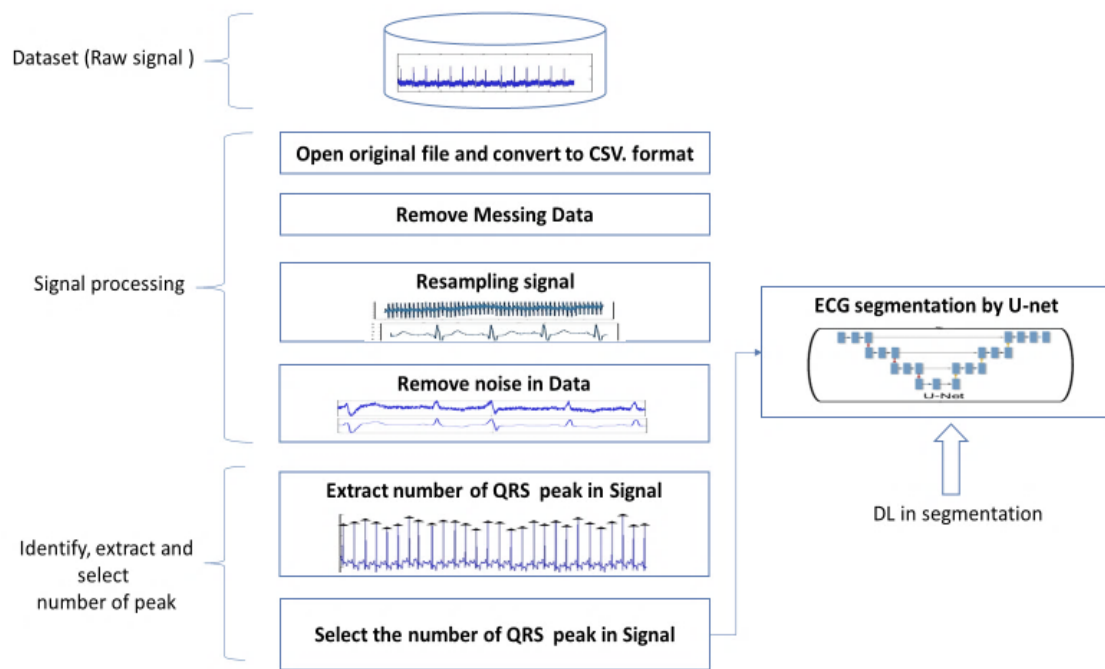 Dataset (Raw signal )
Open original file and convert to CSV. format
Remove Messing Data
Signal processing
Resampling signal
Remove noise in Data
ECG segmentation by U-net
U-Net
DL in segmentation
Extract number of QRS peak in Signal
Identify, extract and
select
number of peak
Select the number of QRS peak in Signal